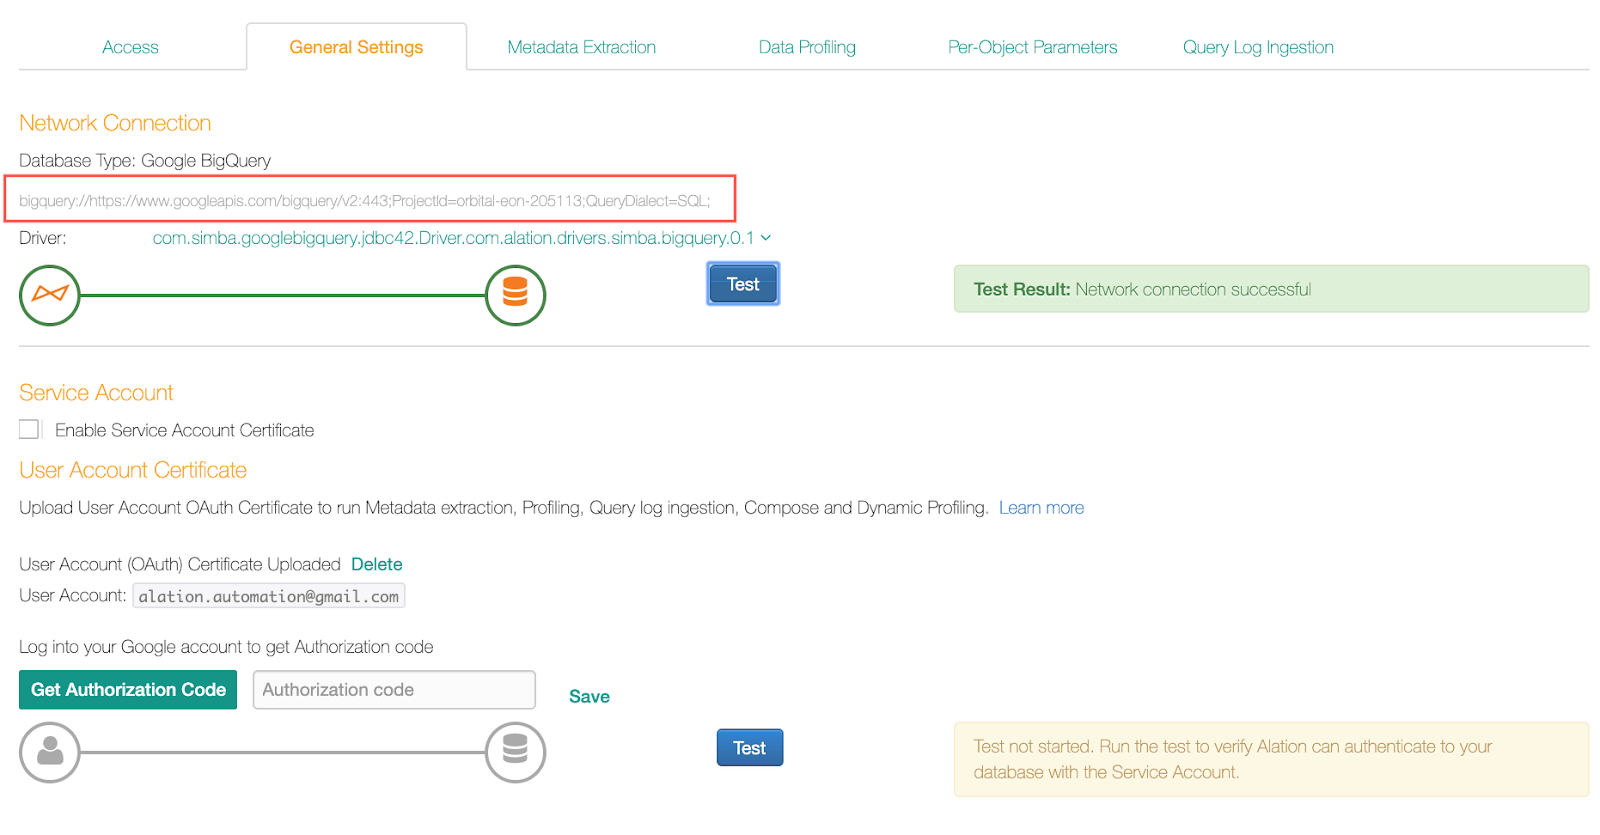 Access General Settings Metadata Extraction Data Profiling Per-Object Parameters Query Log Ingestion
Network Connection
Database Type: Google BigQuery
bigquery://https://www.googleapis.com/bigquery/v2:443;ProjectId=orbital-eon-205113;QueryDialect=SQL;
Driver: com.simba.googlebigquery.jdbc42.Driver.com.alation.drivers.simba.bigquery.0.1
Test
Test Result: Network connection successful
Service Account
Enable Service Account Certificate
User Account Certificate
Upload User Account OAuth Certificate to run Metadata extraction, Profiling, Query log ingestion, Compose and Dynamic Profiling. Learn more
User Account (OAuth) Certificate Uploaded Delete
User Account: alation.automation@gmail.com
Log into your Google account to get Authorization code
Get Authorization Code Authorization code Save
Test
Test not started. Run the test to verify Alation can authenticate to your
database with the Service Account.